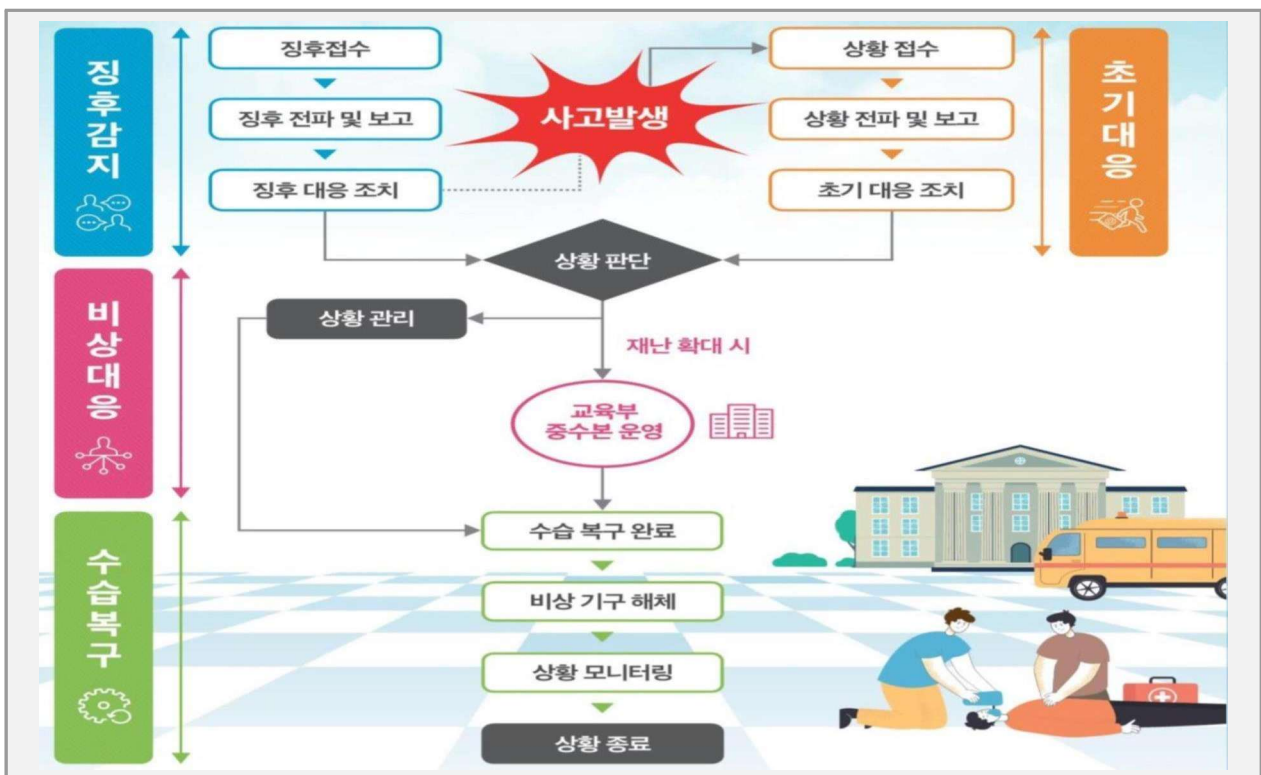 징후감지
징후접수
징후 전파 및 보고
징후 대응 조치
사고발생
상황 접수
상황 전파 및 보고
초기 대응 조치
초기대응
상황 판단
비상대응
상황 관리
재난 확대 시
교육부
중수본 운영
수습복구
수습 복구 완료
비상 기구 해체
상황 모니터링
상황 종료